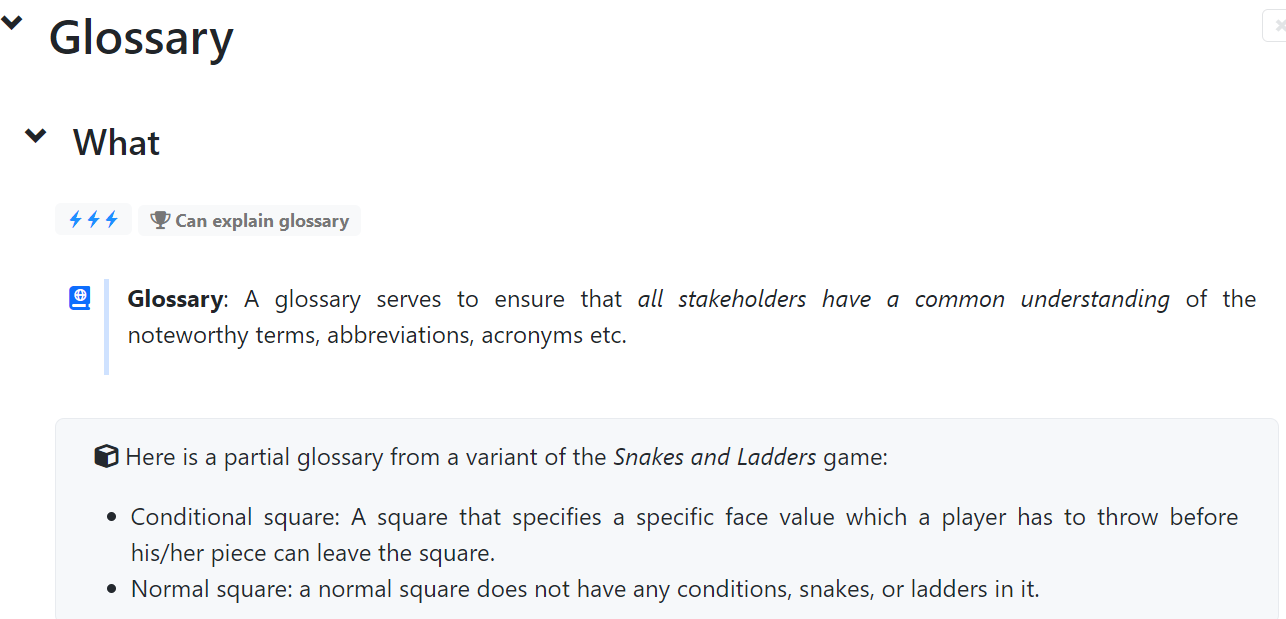 Glossary
What
Can explain glossary
Glossary: A glossary serves to ensure that all stakeholders have a common understanding of the
noteworthy terms, abbreviations, acronyms etc.
Here is a partial glossary from a variant of the Snakes and Ladders game:
• Conditional square: A square that specifies a specific face value which a player has to throw before
his/her piece can leave the square.
• Normal square: a normal square does not have any conditions, snakes, or ladders in it.